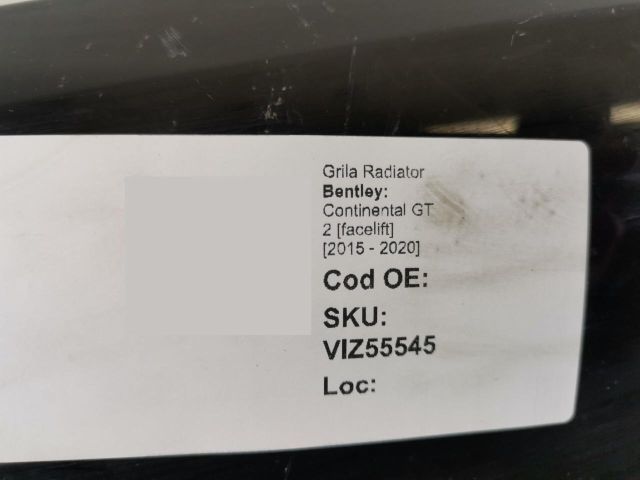 Grila Radiator
Bentley:
Continental GT
2 [facelift]
[2015 - 2020]
Cod OE:
SKU:
VIZ55545
Loc: